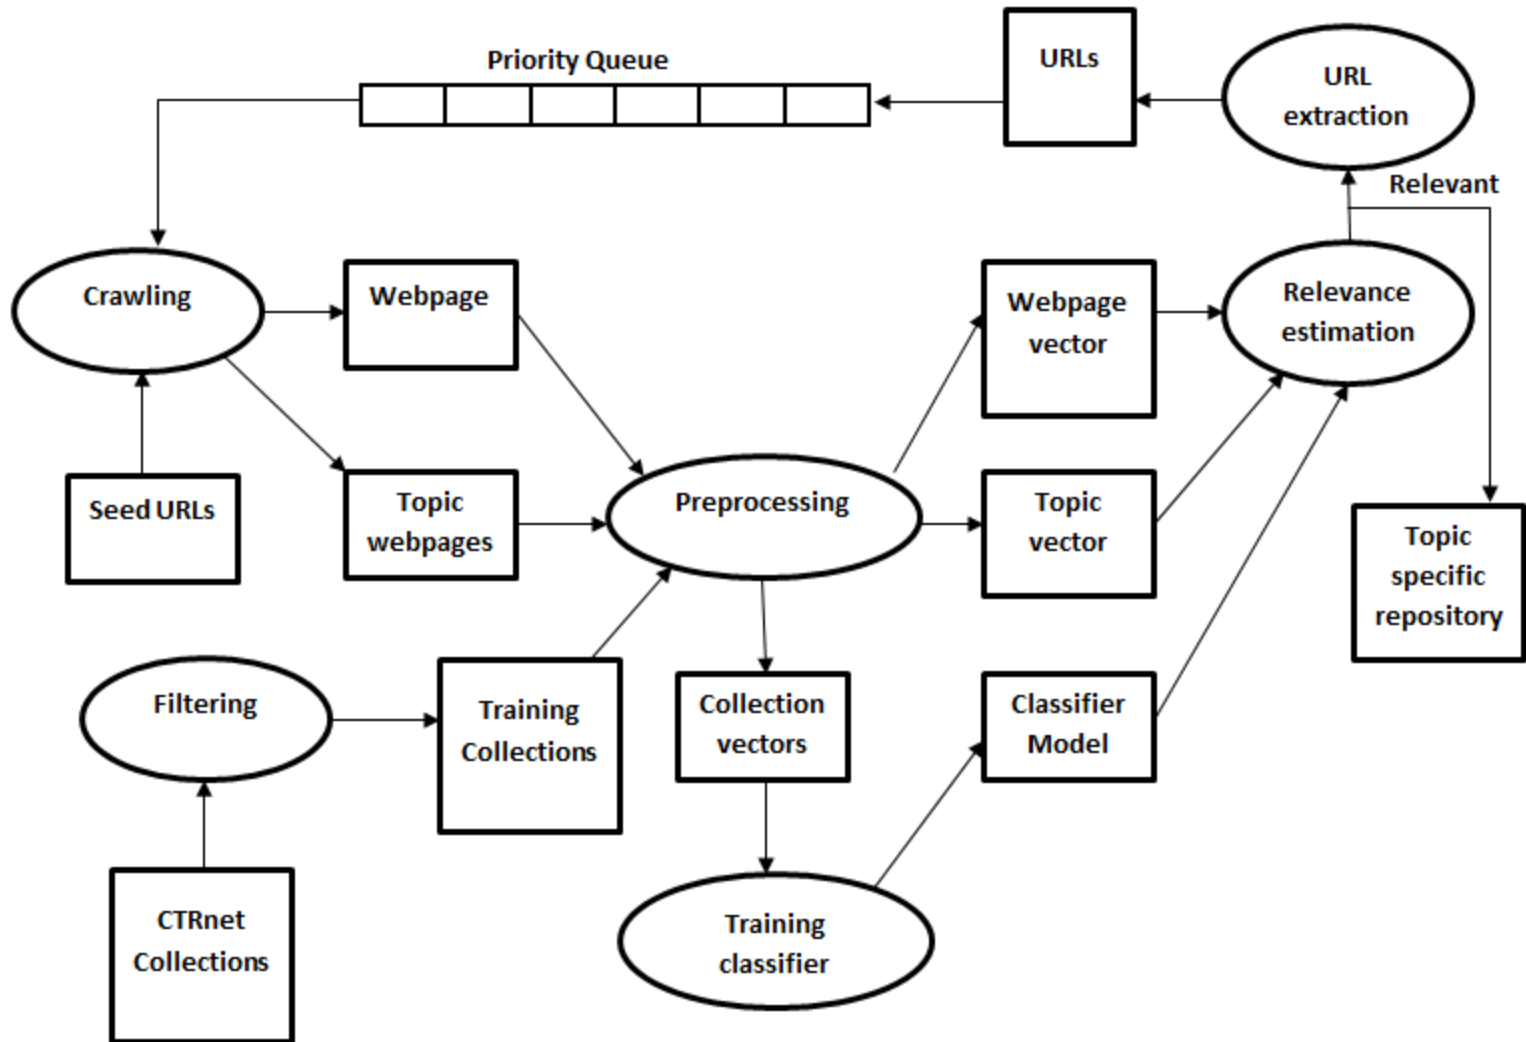 Priority Queue
URLs
URL
extraction
Relevant
Crawling
Webpage
Webpage
vector
Relevance
estimation
Seed URLs
Topic
webpages
Preprocessing
Topic
vector
Topic
specific
repository
Filtering
Training
Collections
Collection
vectors
Classifier
Model
CTRnet
Collections
Training
classifier